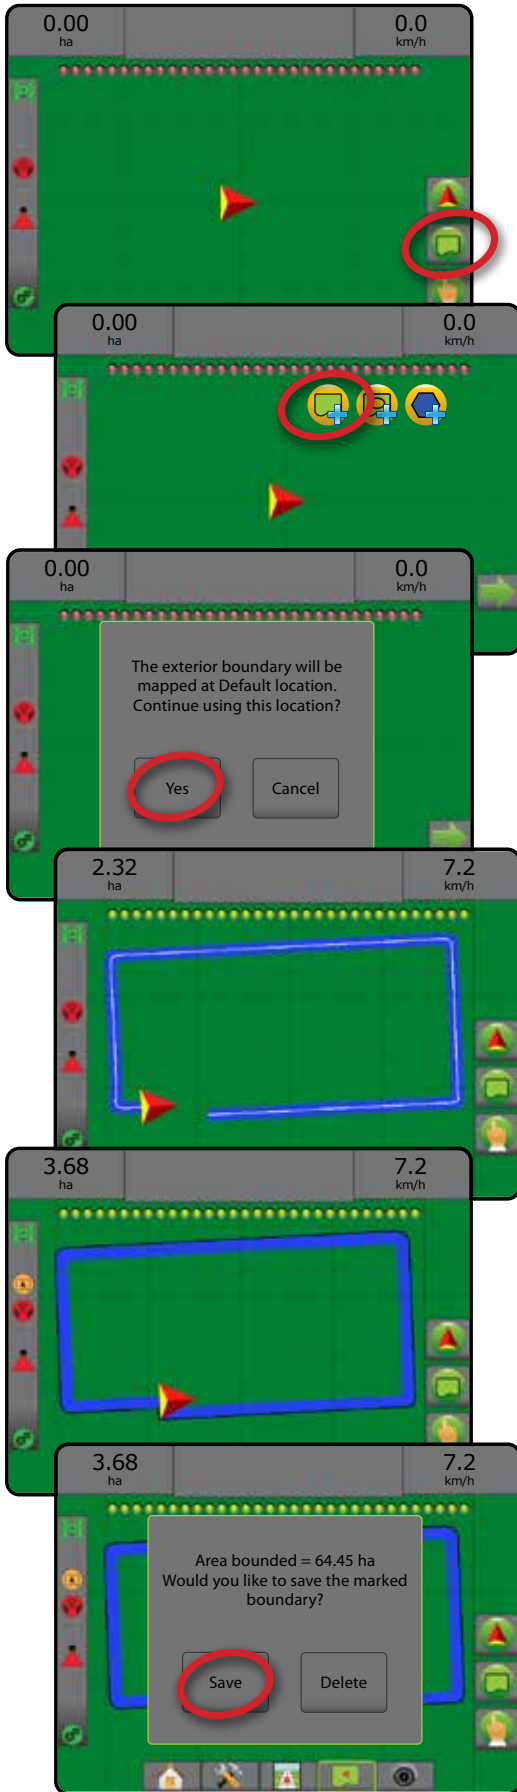 0.00
ha
0.0
km/h
0.00
ha
0.0
km/h
0.00
ha
0.0
km/h
The exterior boundary will be
mapped at Default location.
Continue using this location?
Yes
Cancel
2.32
ha
7.2
km/h
3.68
ha
7.2
km/h
3.68
ha
7.2
km/h
Area bounded = 64.45 ha
Would you like to save the marked
boundary?
Save
Delete